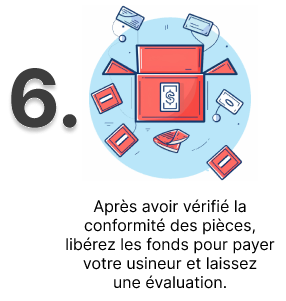 6.
Après avoir vérifié la
conformité des pièces,
libérez les fonds pour payer
votre usineur et laissez
une évaluation.